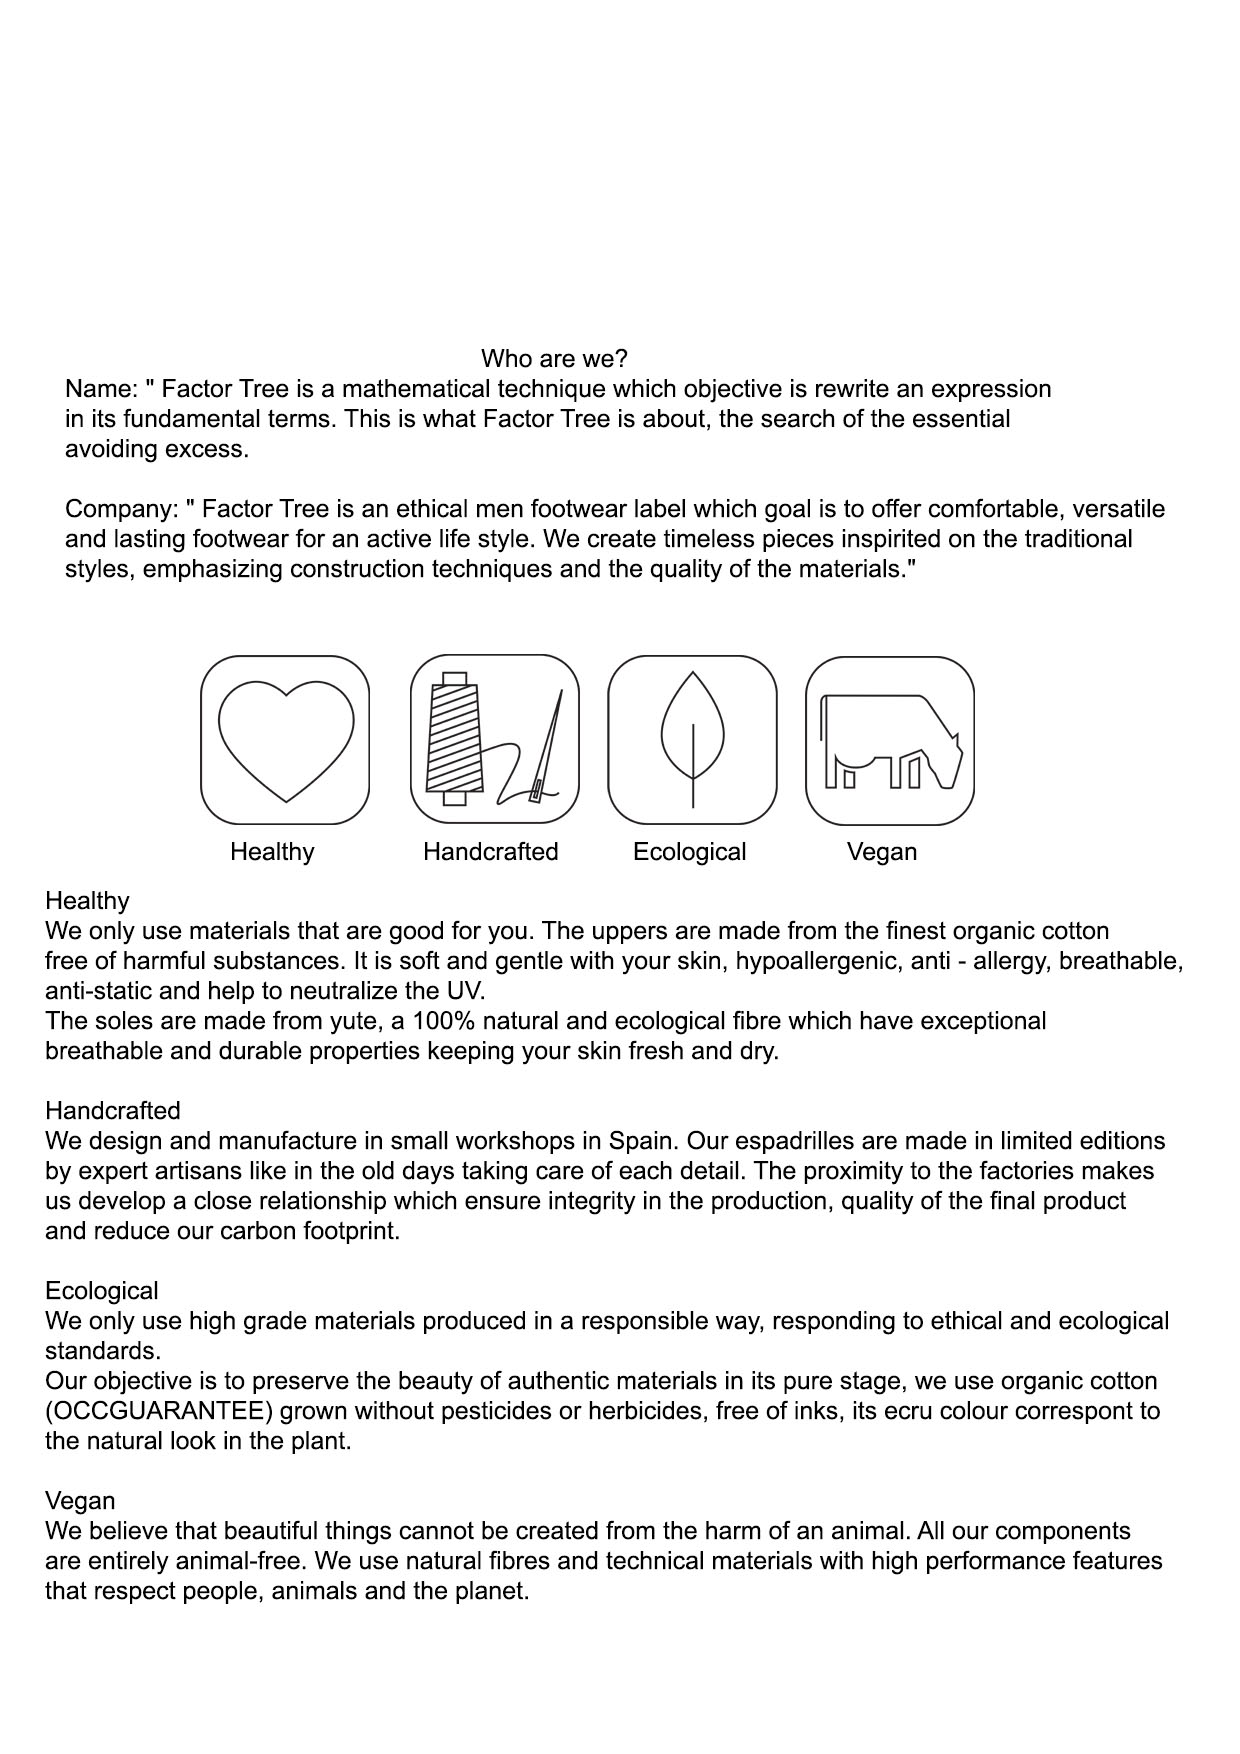 Who are we?
Name: " Factor Tree is a mathematical technique which objective is rewrite an expression
in its fundamental terms. This is what Factor Tree is about, the search of the essential
avoiding excess.
Company: " Factor Tree is an ethical men footwear label which goal is to offer comfortable, versatile
and lasting footwear for an active life style. We create timeless pieces inspirited on the traditional
styles, emphasizing construction techniques and the quality of the materials."
Healthy Handcrafted Ecological Vegan
Healthy
We only use materials that are good for you. The uppers are made from the finest organic cotton
free of harmful substances. It is soft and gentle with your skin, hypoallergenic, anti - allergy, breathable,
anti-static and help to neutralize the UV.
The soles are made from yute, a 100% natural and ecological fibre which have exceptional
breathable and durable properties keeping your skin fresh and dry.
Handcrafted
We design and manufacture in small workshops in Spain. Our espadrilles are made in limited editions
by expert artisans like in the old days taking care of each detail. The proximity to the factories makes
us develop a close relationship which ensure integrity in the production, quality of the final product
and reduce our carbon footprint.
Ecological
We only use high grade materials produced in a responsible way, responding to ethical and ecological
standards.
Our objective is to preserve the beauty of authentic materials in its pure stage, we use organic cotton
(OCCGUARANTEE) grown without pesticides or herbicides, free of inks, its ecru colour correspont to
the natural look in the plant.
Vegan
We believe that beautiful things cannot be created from the harm of an animal. All our components
are entirely animal-free. We use natural fibres and technical materials with high performance features
that respect people, animals and the planet.